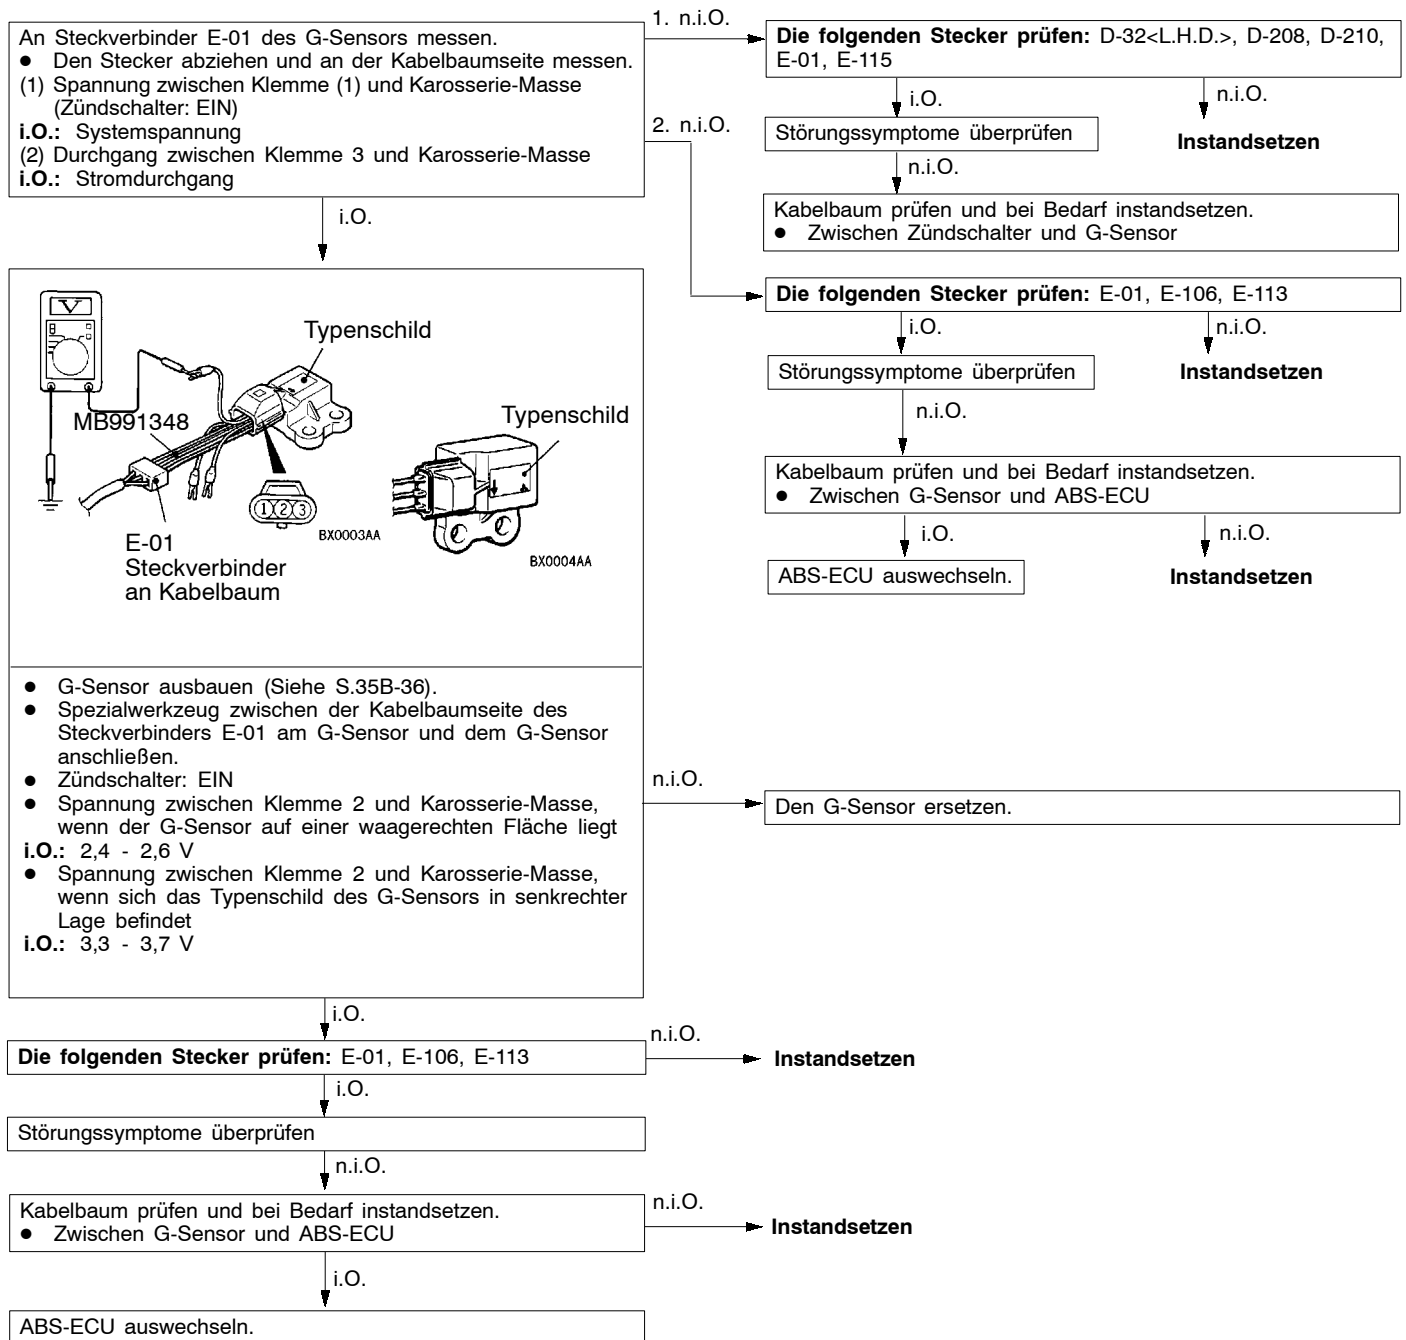 An Steckverbinder E-01 des G-Sensors messen.
● Den Stecker abziehen und an der Kabelbaumseite messen.
(1) Spannung zwischen Klemme (1) und Karosserie-Masse
(Zündschalter: EIN)
i.O.: Systemspannung
(2) Durchgang zwischen Klemme 3 und Karosserie-Masse
i.O.: Stromdurchgang
1. n.i.O.
Die folgenden Stecker prüfen: D-32<L.H.D.>, D-208, D-210,
E-01, E-115
i.O.
n.i.O.
Störungssymptome überprüfen
Instandsetzen
n.i.O.
Kabelbaum prüfen und bei Bedarf instandsetzen.
● Zwischen Zündschalter und G-Sensor
2. n.i.O.
Die folgenden Stecker prüfen: E-01, E-106, E-113
i.O.
n.i.O.
Störungssymptome überprüfen
Instandsetzen
n.i.O.
Kabelbaum prüfen und bei Bedarf instandsetzen.
● Zwischen G-Sensor und ABS-ECU
i.O.
n.i.O.
ABS-ECU auswechseln.
Instandsetzen
i.O.
V
Typenschild
MB991348
Typenschild
1 2 3
BX0003AA
BX0004AA
E-01
Steckverbinder
an Kabelbaum
● G-Sensor ausbauen (Siehe S.35B-36).
● Spezialwerkzeug zwischen der Kabelbaumseite des
Steckverbinders E-01 am G-Sensor und dem G-Sensor
anschließen.
● Zündschalter: EIN
● Spannung zwischen Klemme 2 und Karosserie-Masse,
wenn der G-Sensor auf einer waagerechten Fläche liegt
i.O.: 2,4 - 2,6 V
● Spannung zwischen Klemme 2 und Karosserie-Masse,
wenn sich das Typenschild des G-Sensors in senkrechter
Lage befindet
i.O.: 3,3 - 3,7 V
n.i.O.
Den G-Sensor ersetzen.
i.O.
Die folgenden Stecker prüfen: E-01, E-106, E-113
n.i.O.
Instandsetzen
i.O.
Störungssymptome überprüfen
n.i.O.
Kabelbaum prüfen und bei Bedarf instandsetzen.
● Zwischen G-Sensor und ABS-ECU
n.i.O.
Instandsetzen
i.O.
ABS-ECU auswechseln.